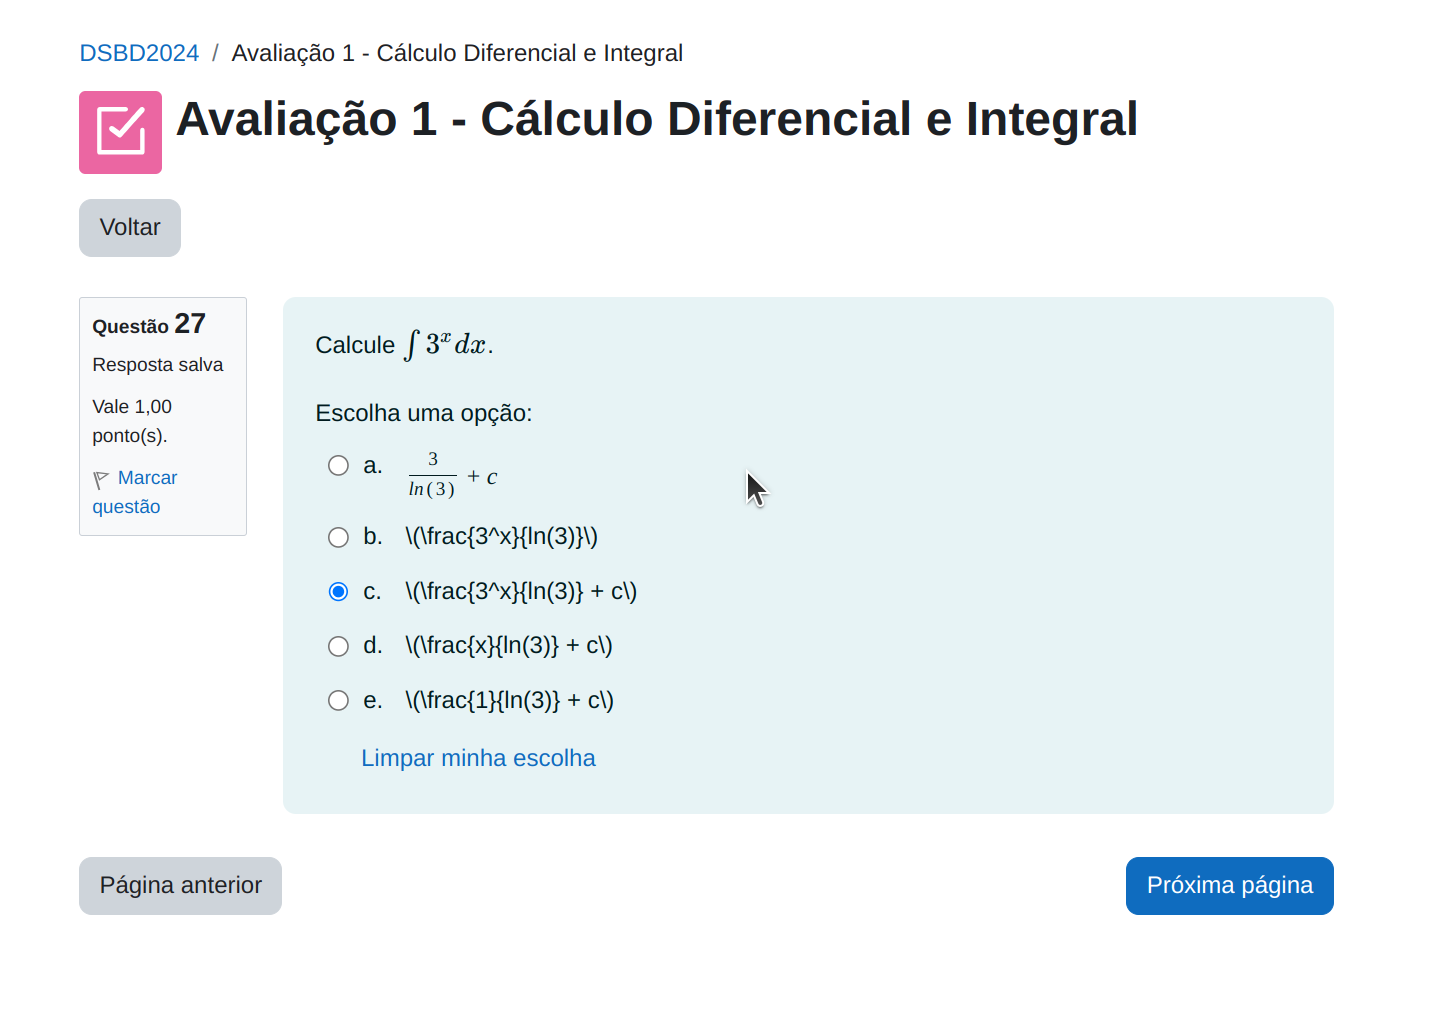 DSBD2024 / Avaliação 1 - Cálculo Diferencial e Integral
Avaliação 1 - Cálculo Diferencial e Integral
Voltar
Questão 27
Resposta salva
Vale 1,00
ponto(s).
Marcar
questão
Calcule ∫ 3^x dx.
Escolha uma opção:
a. \frac{3}{ln(3)} + c
b. \(\frac{3^x}{ln(3)}\)
c. \(\frac{3^x}{ln(3)} + c\)
d. \(\frac{x}{ln(3)} + c\)
e. \(\frac{1}{ln(3)} + c\)
Limpar minha escolha
Página anterior
Próxima página